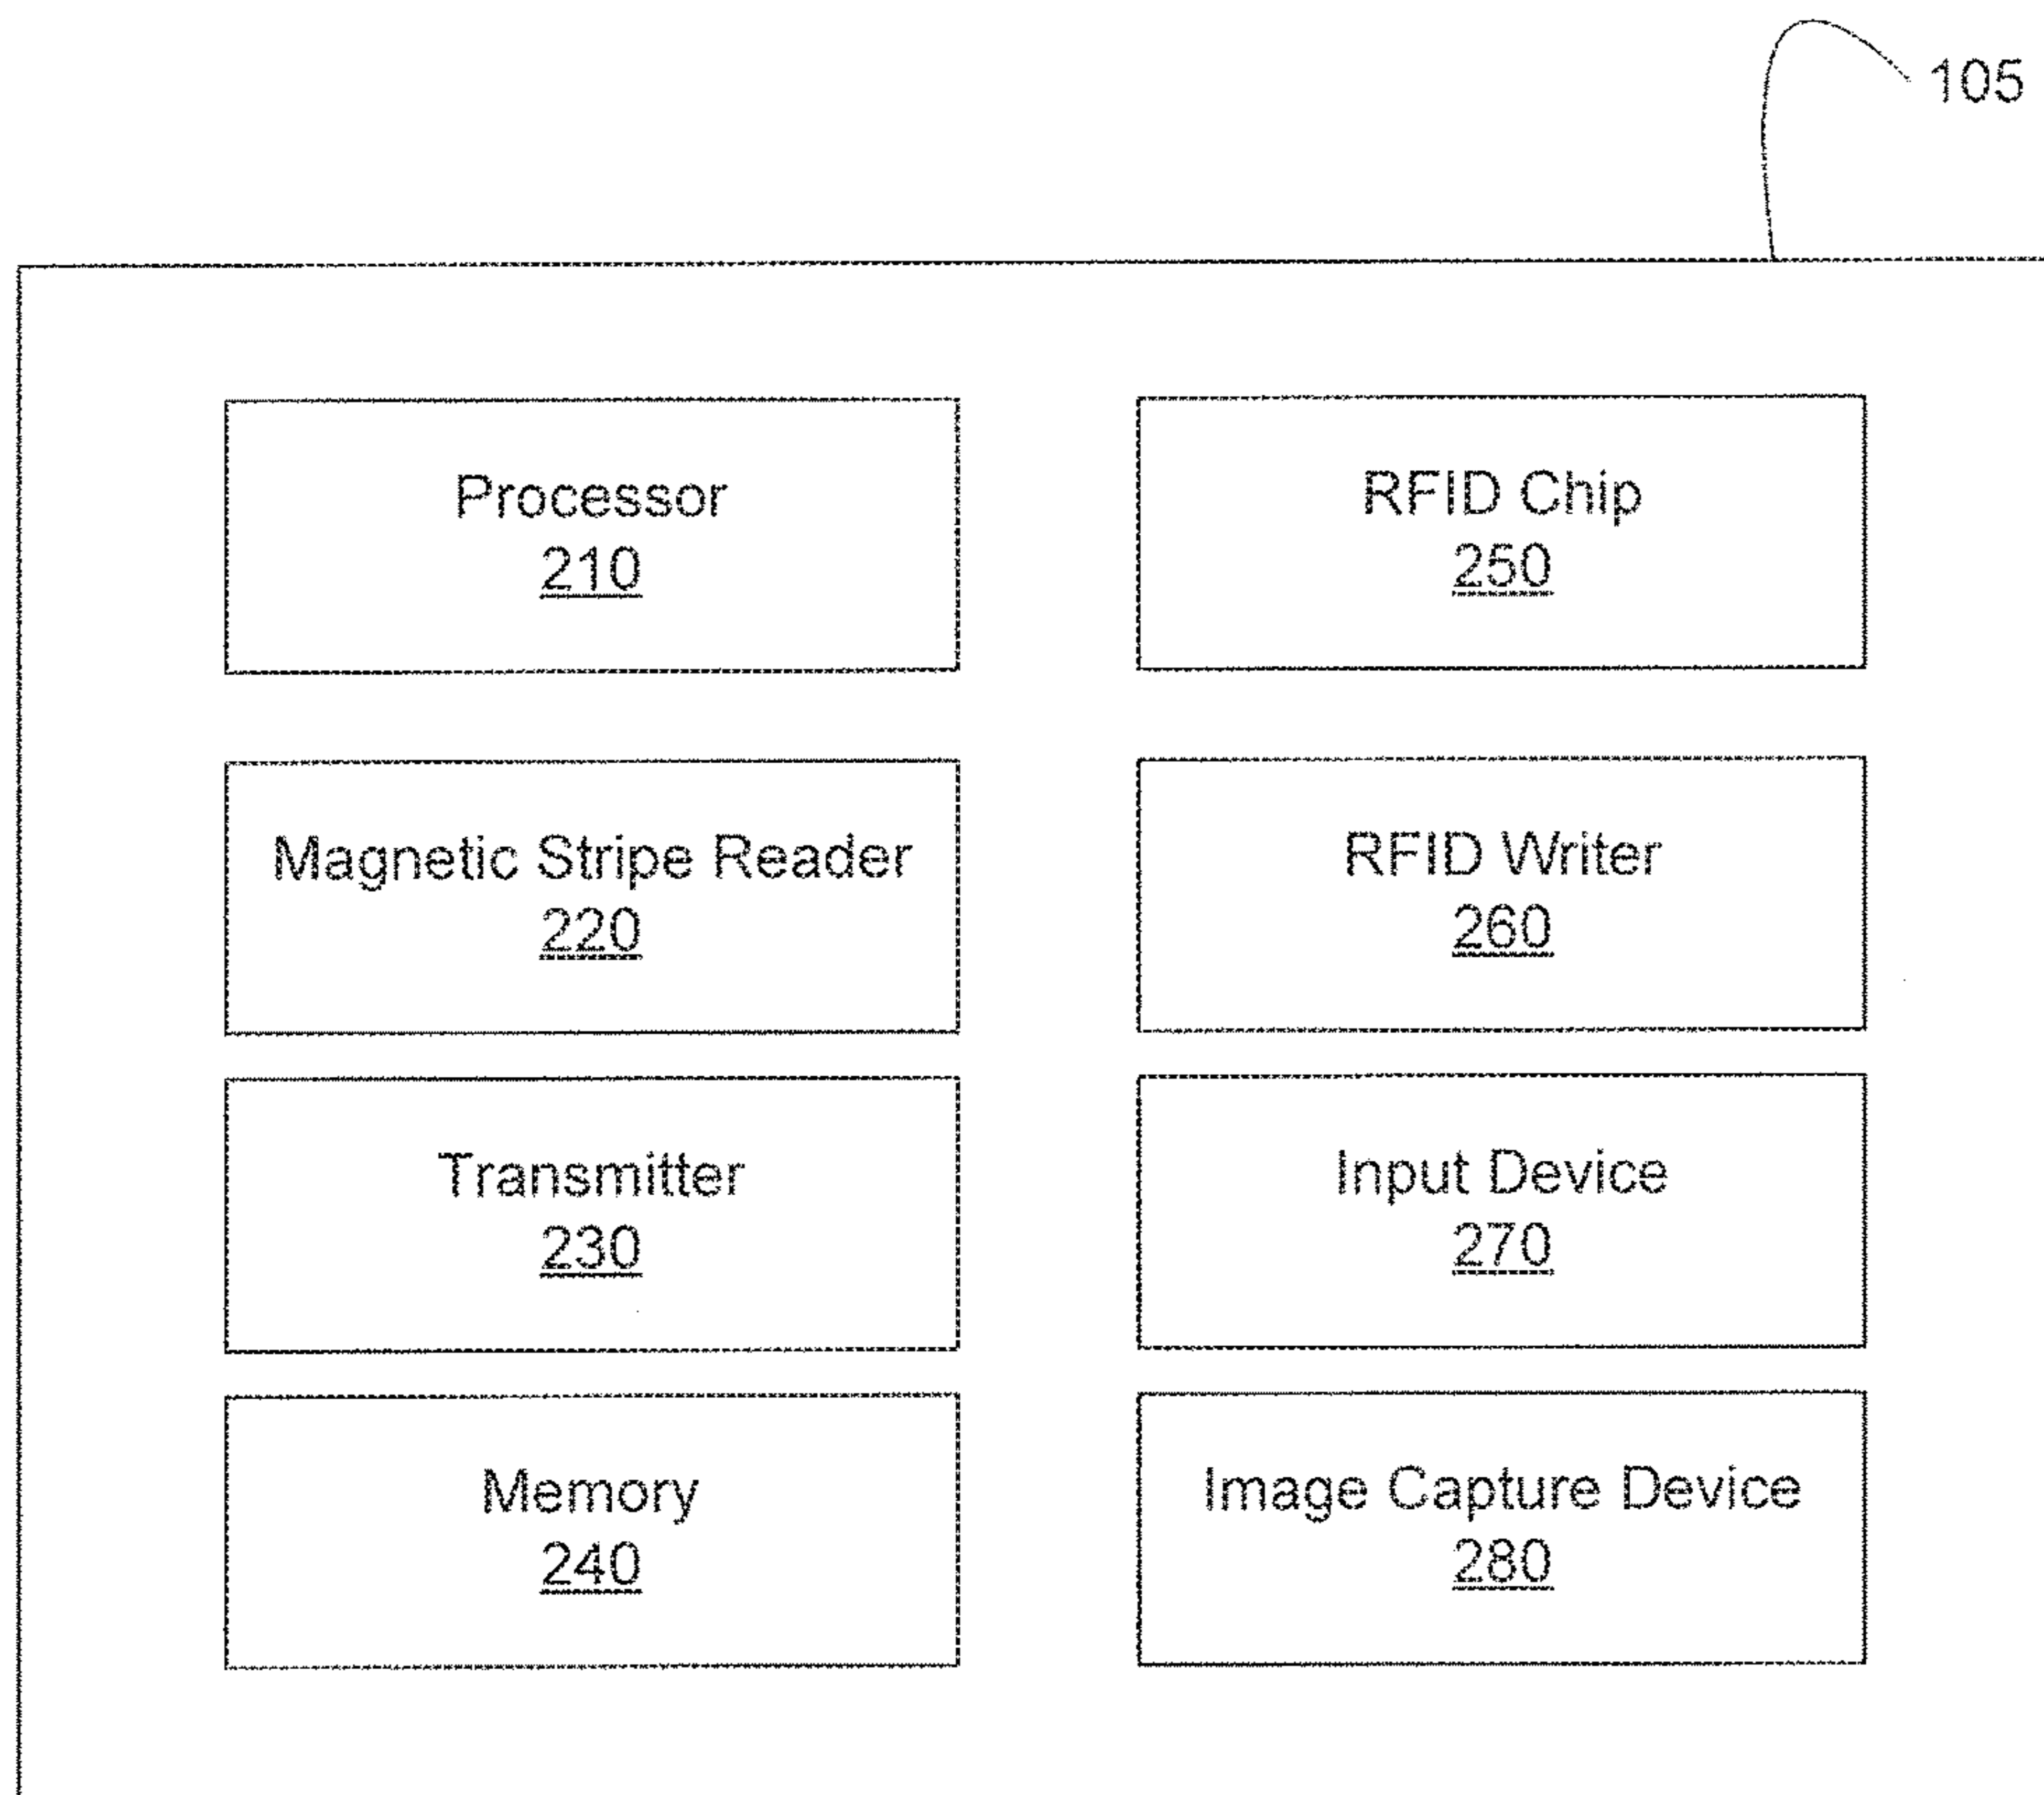 105
Processor
210
RFID Chip
250
Magnetic Stripe Reader
220
RFID Writer
260
Transmitter
230
Input Device
270
Memory
240
Image Capture Device
280